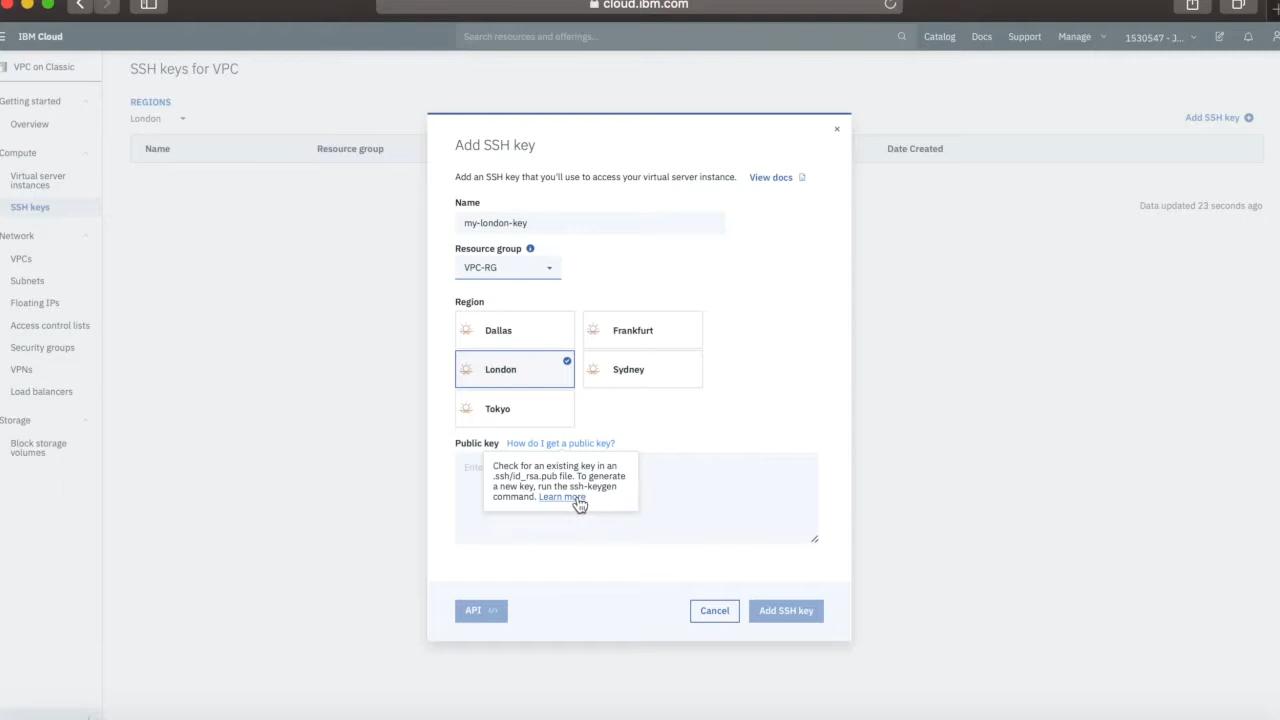 cloud.ibm.com
IBM Cloud
Search resources and offerings...
Catalog
Docs
Support
Manage
1530547 - J...
VPC on Classic
Getting started
Overview
Compute
Virtual server
instances
SSH keys
Network
VPCs
Subnets
Floating IPs
Access control lists
Security groups
VPNs
Load balancers
Storage
Block storage
volumes
SSH keys for VPC
REGIONS
London
Add SSH key
Name
Resource group
Date Created
Data updated 23 seconds ago
Add SSH key
Add an SSH key that you'll use to access your virtual server instance. View docs
Name
my-london-key
Resource group
VPC-RG
Region
Dallas
Frankfurt
London
Sydney
Tokyo
Public key How do I get a public key?
Ente
Check for an existing key in an
.ssh/id_rsa.pub file. To generate
a new key, run the ssh-keygen
command. Learn more
API </>
Cancel
Add SSH key